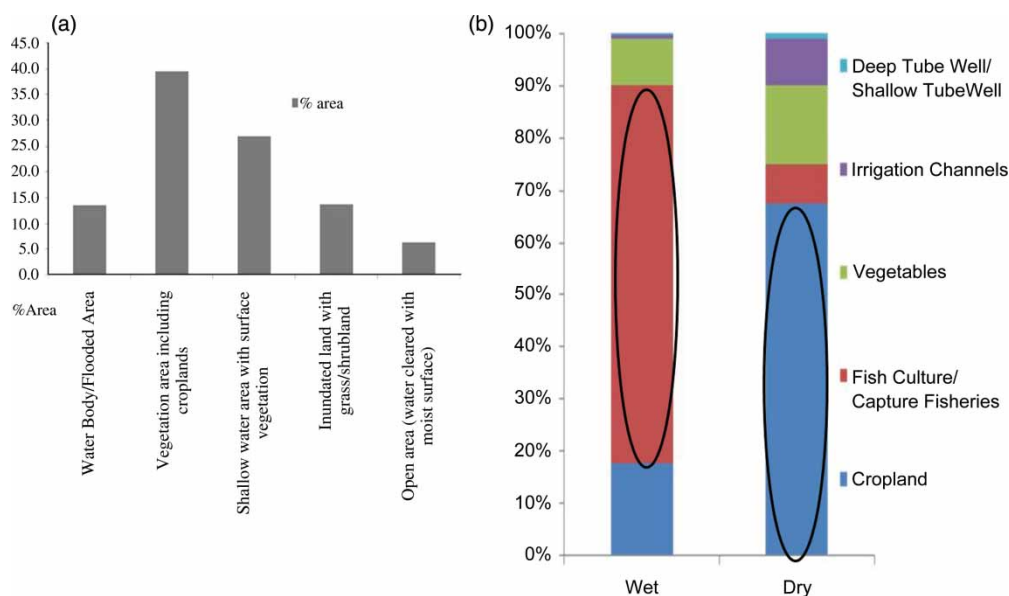 (a)
45.0
40.0
35.0
30.0
25.0
20.0
15.0
10.0
5.0
0.0
% area
%Area
Water Body/Flooded Area
Vegetation area including
croplands
Shallow water area with surface
vegetation
Inundated land with
grass/shrubland
Open area (water cleared with
moist surface)
(b)
100%
90%
80%
70%
60%
50%
40%
30%
20%
10%
0%
Wet
Dry
Deep Tube Well/
Shallow TubeWell
Irrigation Channels
Vegetables
Fish Culture/
Capture Fisheries
Cropland